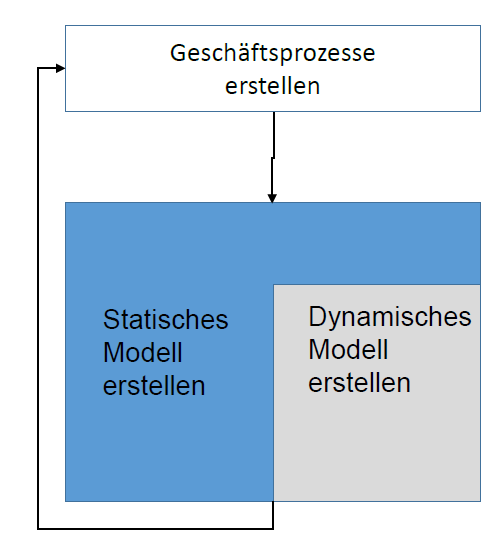 Geschäftsprozesse
erstellen
Statisches
Modell
erstellen
Dynamisches
Modell
erstellen